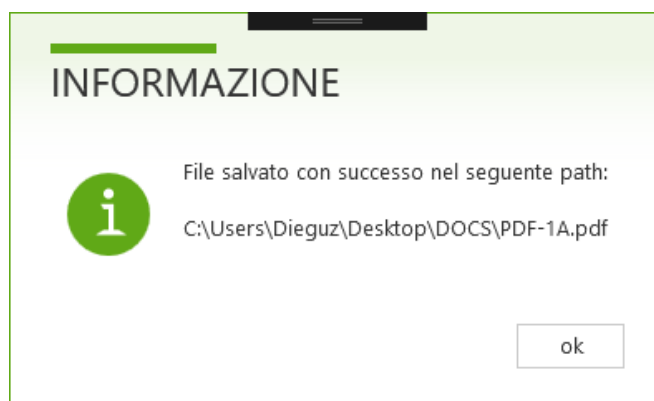 INFORMAZIONE
File salvato con successo nel seguente path:
C:\Users\Dieguz\Desktop\DOCS\PDF-1A.pdf
ok